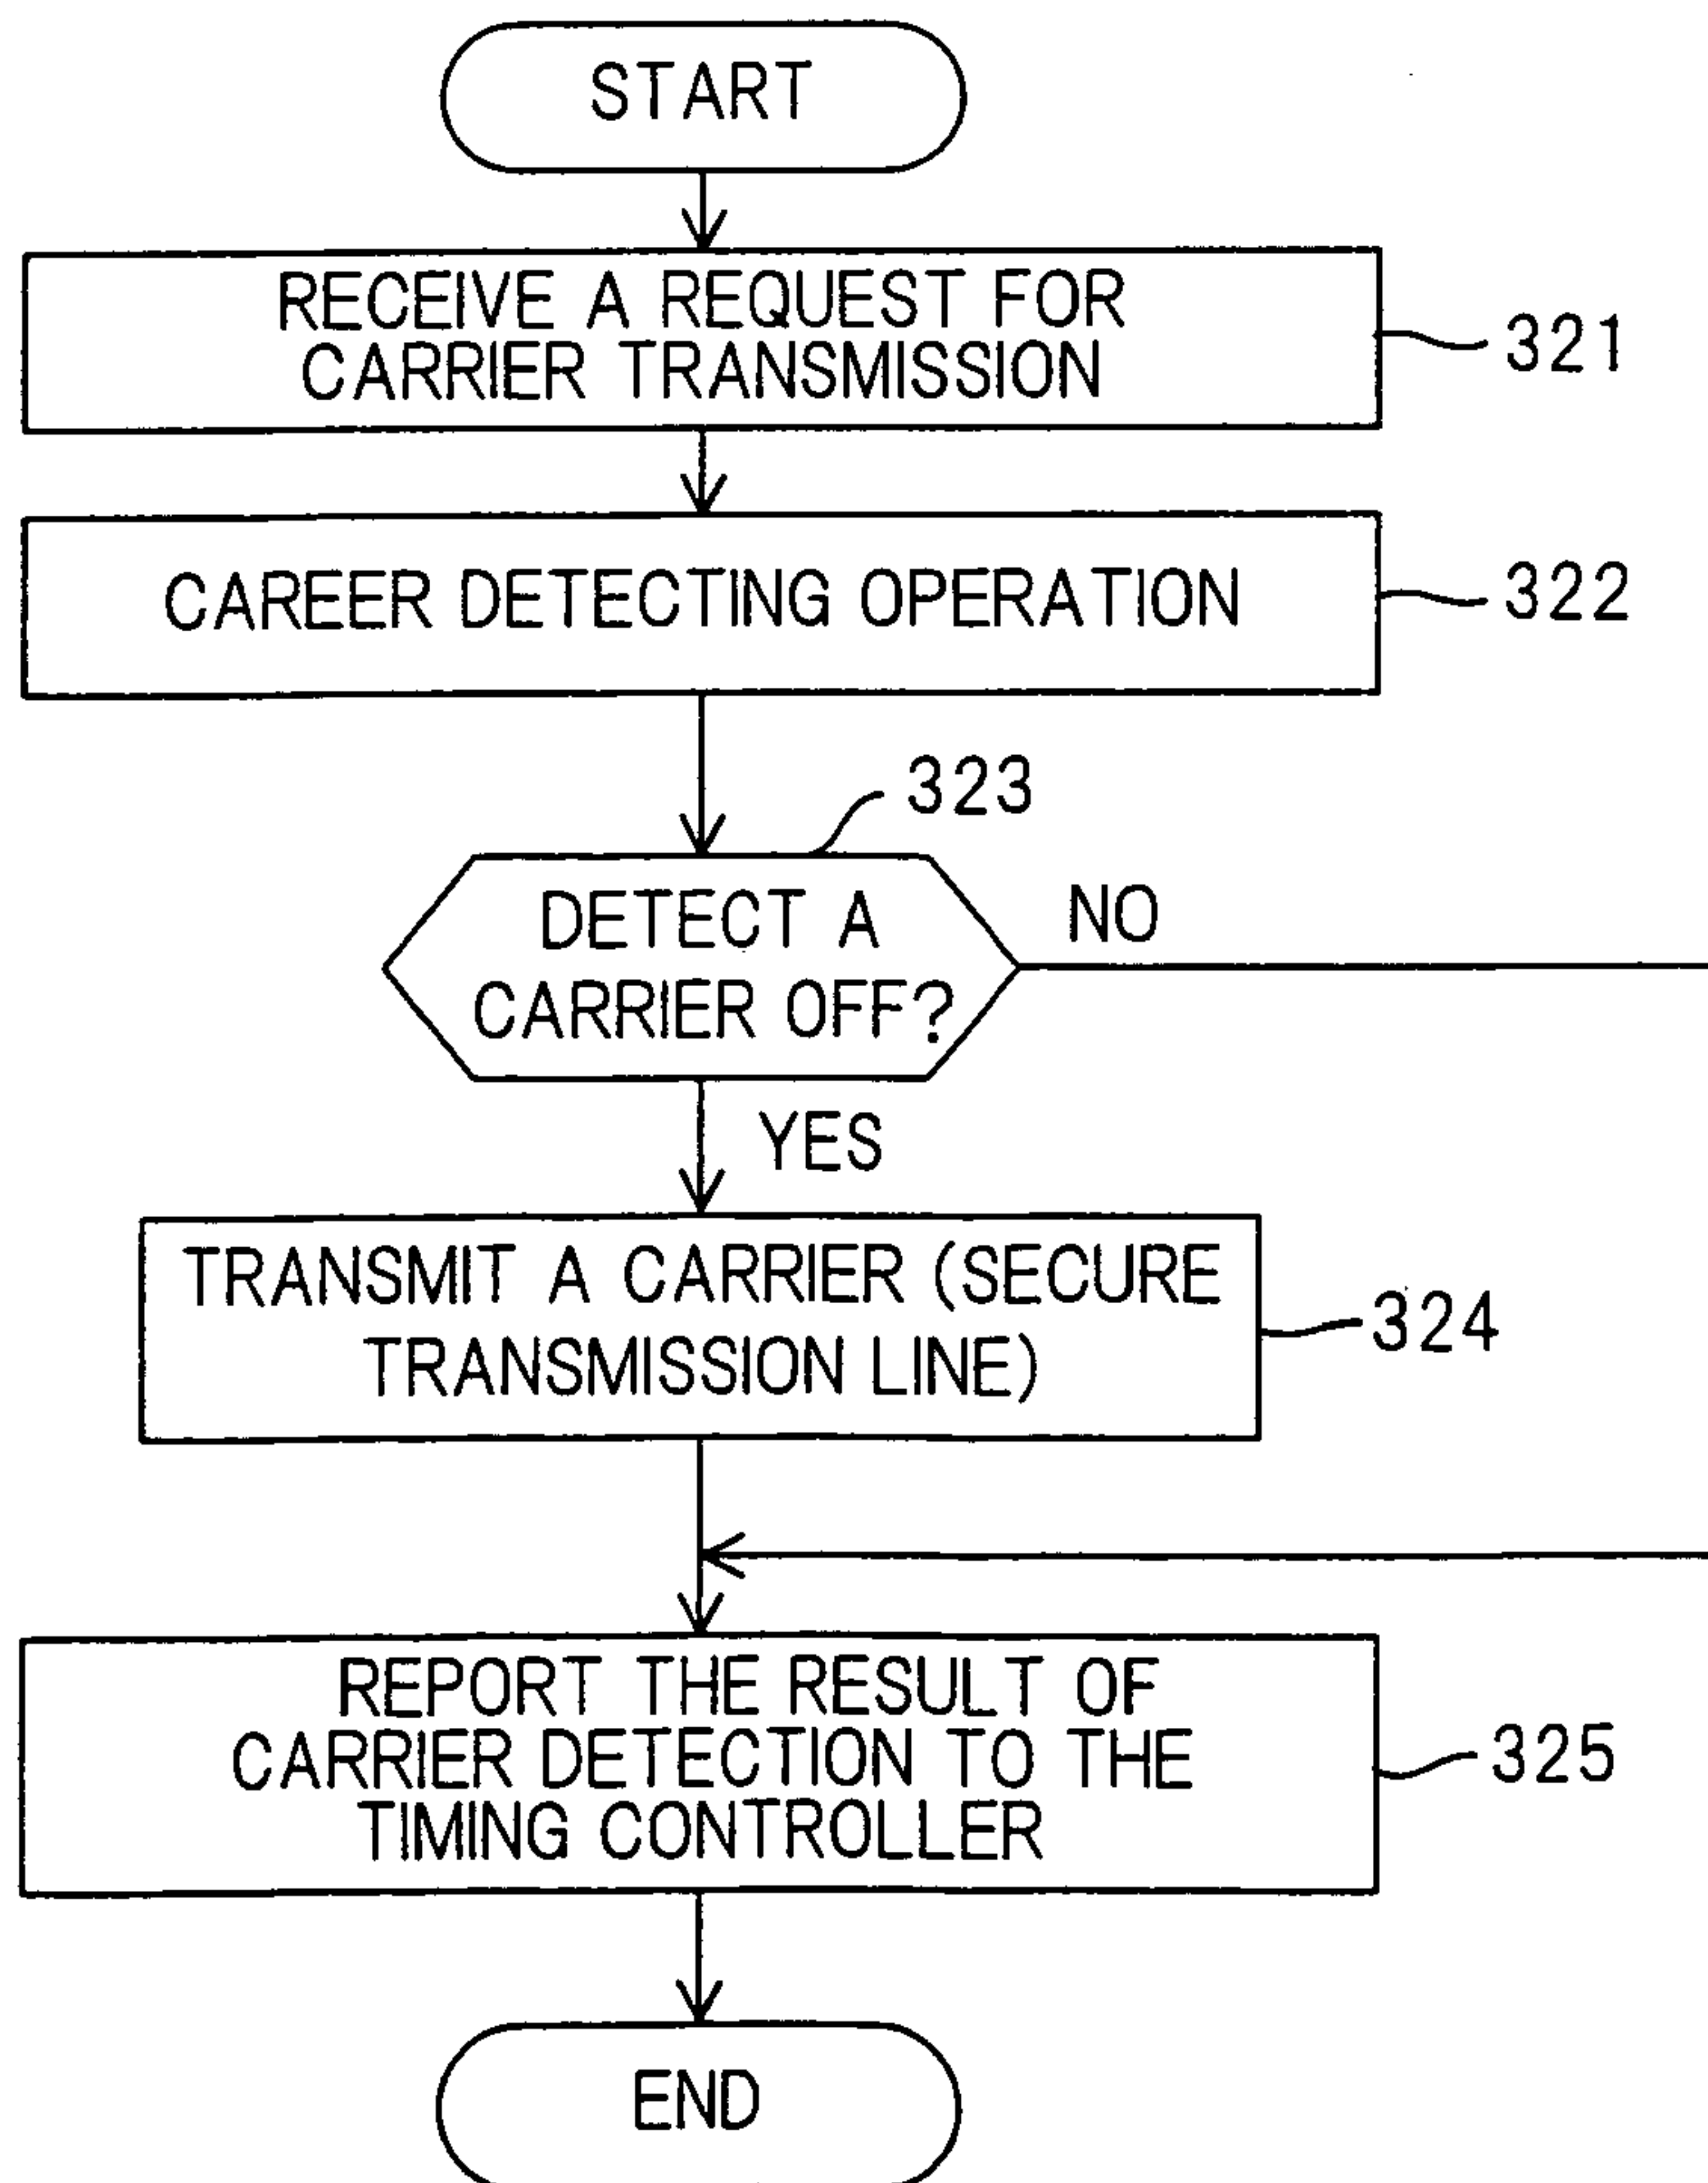 START
RECEIVE A REQUEST FOR
CARRIER TRANSMISSION
321
CAREER DETECTING OPERATION
322
323
DETECT A
CARRIER OFF?
NO
YES
TRANSMIT A CARRIER (SECURE
TRANSMISSION LINE)
324
REPORT THE RESULT OF
CARRIER DETECTION TO THE
TIMING CONTROLLER
325
END